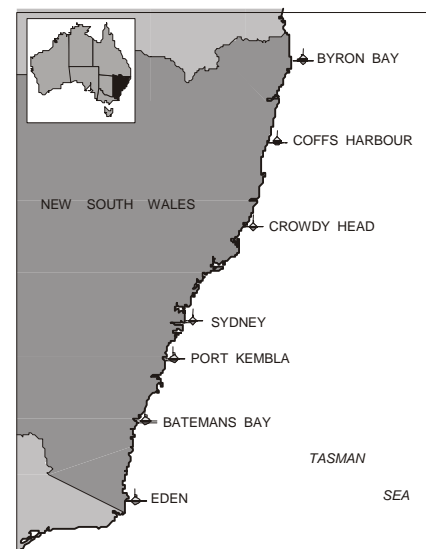 BYRON BAY
COFFS HARBOUR
NEW SOUTH WALES
CROWDY HEAD
SYDNEY
PORT KEMBLA
BATEMANS BAY
TASMAN
SEA
EDEN